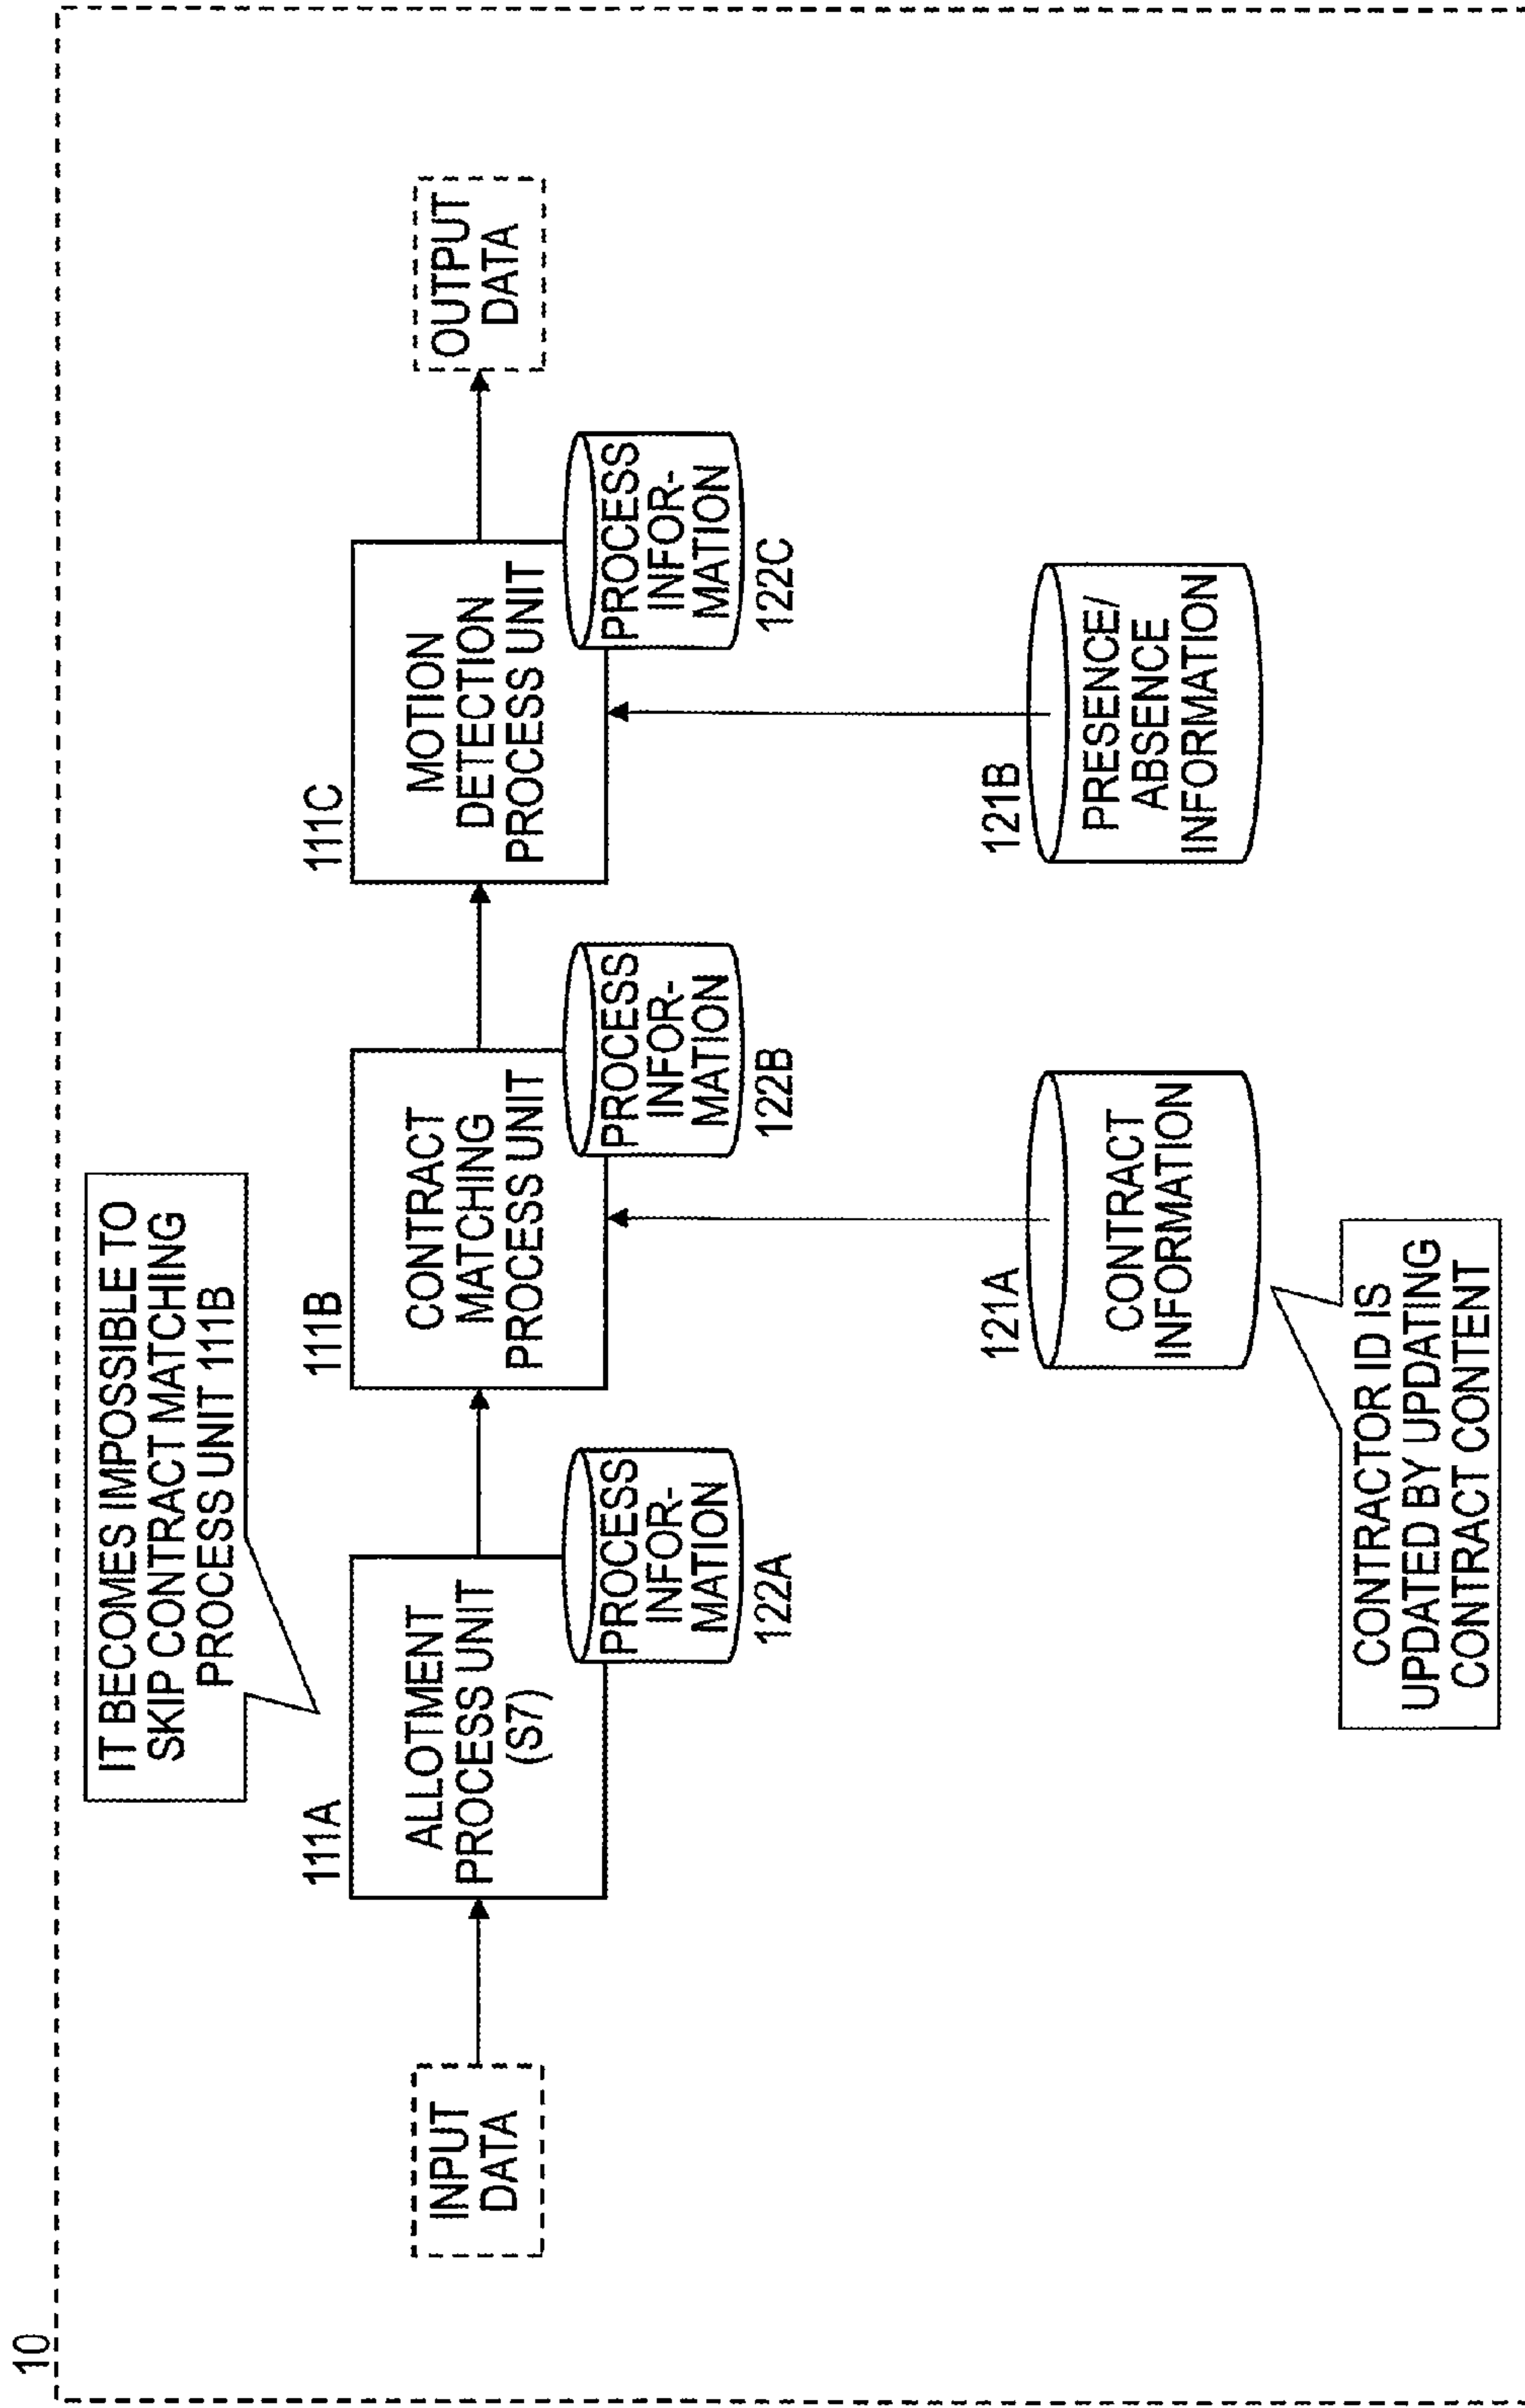 10
IT BECOMES IMPOSSIBLE TO
SKIP CONTRACT MATCHING
PROCESS UNIT 111B
111A
ALLOTMENT
PROCESS UNIT
(S7)
111B
CONTRACT
MATCHING
PROCESS UNIT
111C
MOTION
DETECTION
PROCESS UNIT
INPUT
DATA
OUTPUT
DATA
PROCESS
INFOR-
MATION
122A
PROCESS
INFOR-
MATION
122B
PROCESS
INFOR-
MATION
122C
121A
CONTRACT
INFORMATION
121B
PRESENCE/
ABSENCE
INFORMATION
CONTRACTOR ID IS
UPDATED BY UPDATING
CONTRACT CONTENT